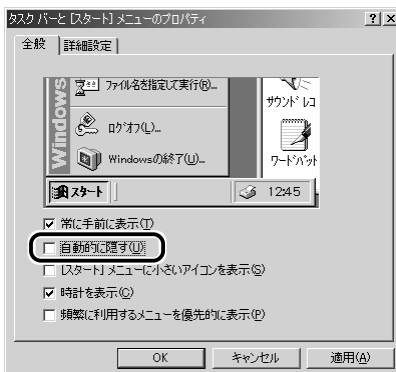 タスク バーと [スタート] メニューのプロパティ
全般 詳細設定
Windows
ファイル名を指定して実行(R)...
ログオフ(L)...
Windowsの終了(U)...
サウンド レコ
ワードパット
スタート 12:45
常に手前に表示(T)
自動的に隠す(U)
[スタート] メニューに小さいアイコンを表示(S)
時計を表示(C)
頻繁に利用するメニューを優先的に表示(P)
OK キャンセル 適用(A)